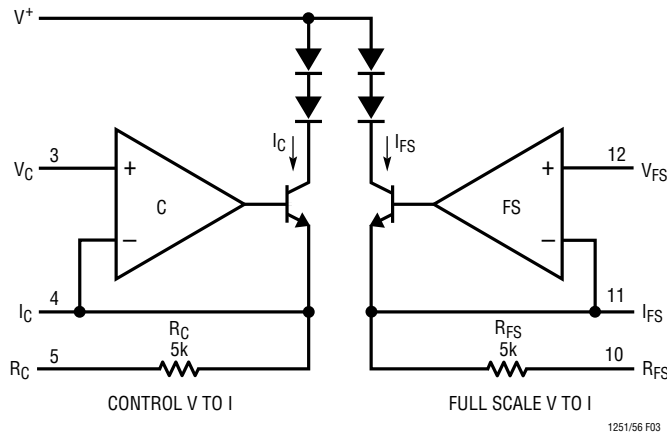 V+
IC
IFS
3
VC
+
C
−
+
FS
−
12
VFS
4
IC
11
IFS
RC
5k
RFS
5k
5
RC
10
RFS
CONTROL V TO I
FULL SCALE V TO I
1251/56 F03